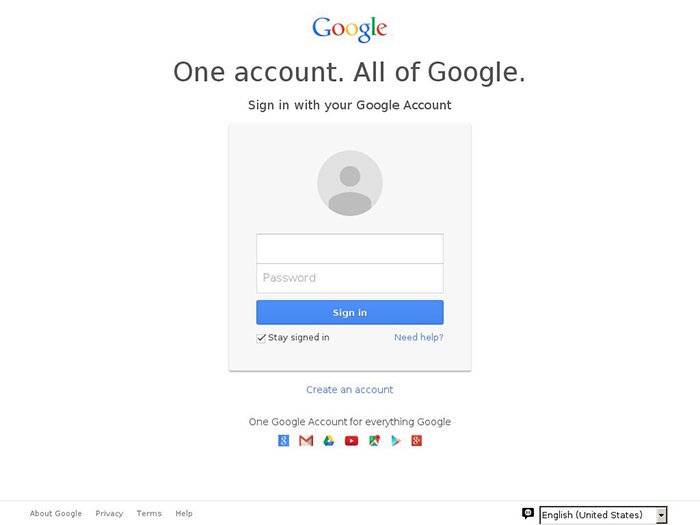 Google
One account. All of Google.
Sign in with your Google Account
Password
Sign in
Stay signed in Need help?
Create an account
One Google Account for everything Google
About Google Privacy Terms Help English (United States)